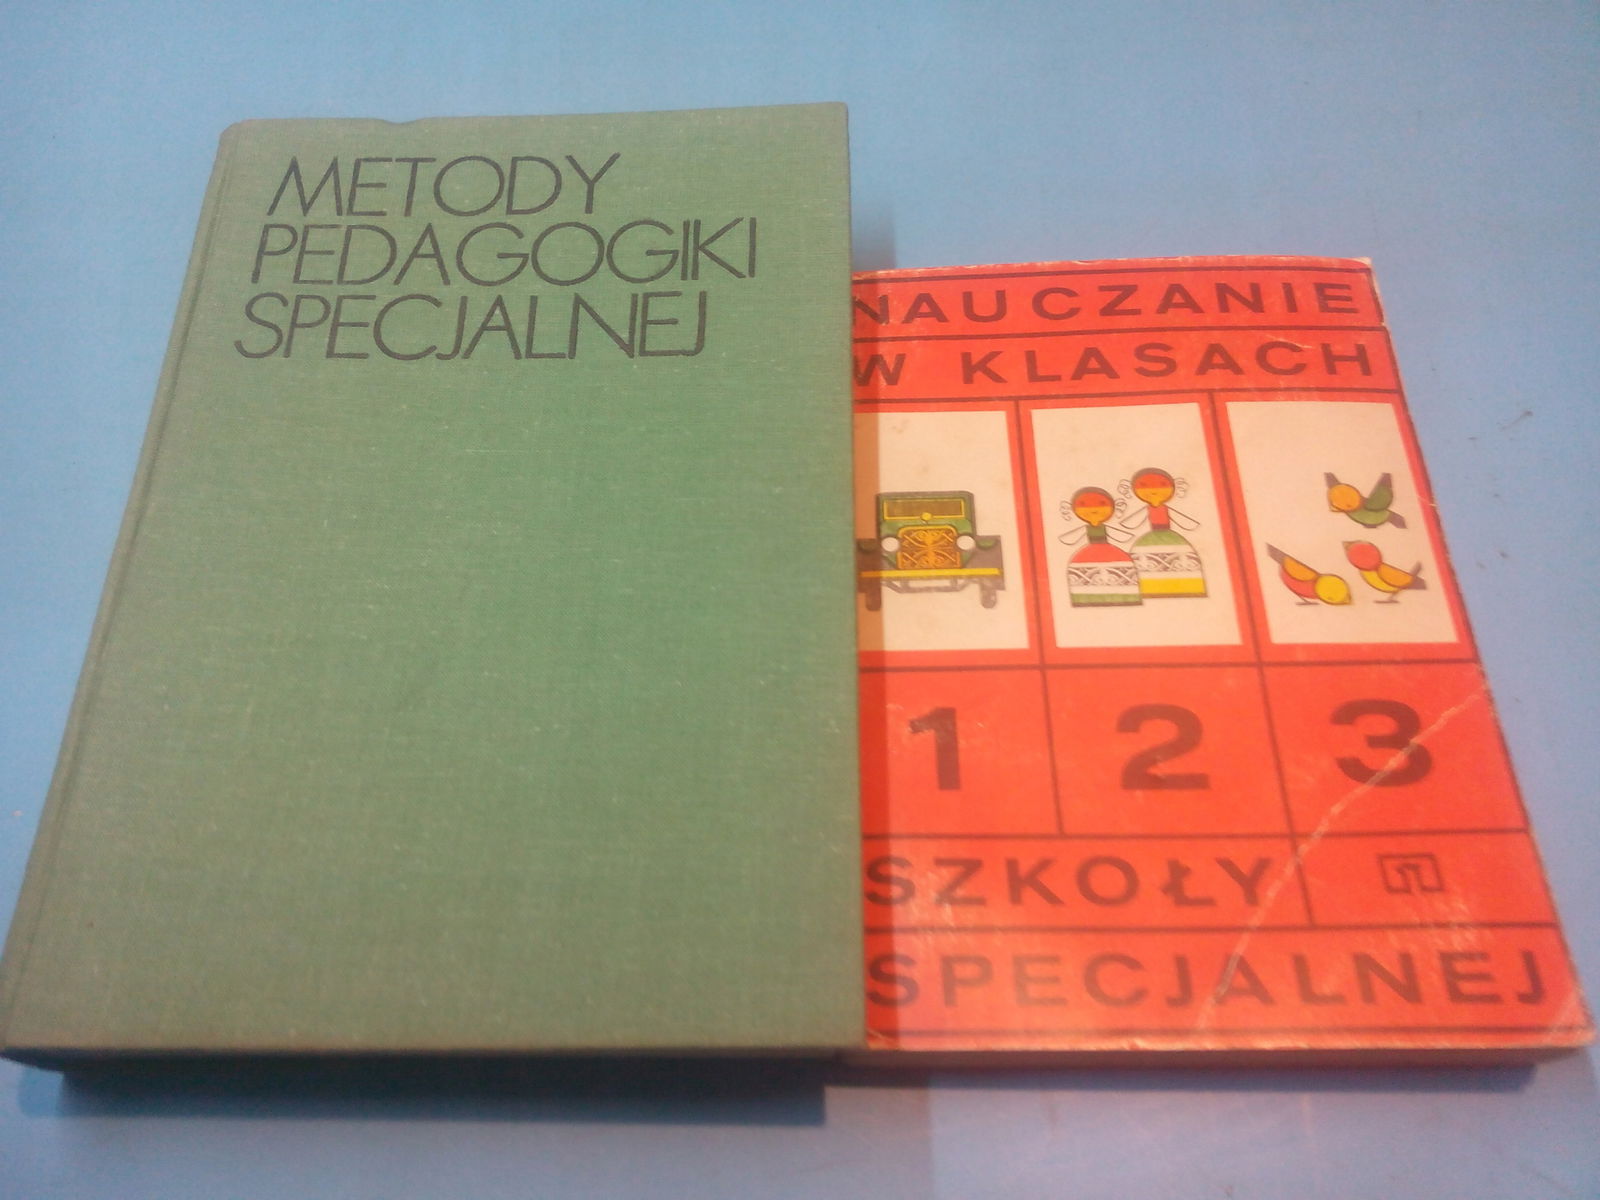 METODY
PEDAGOGIKI
SPECJALNEJ
NAUCZANIE
W KLASACH
1 2 3
SZKOŁY
SPECJALNEJ